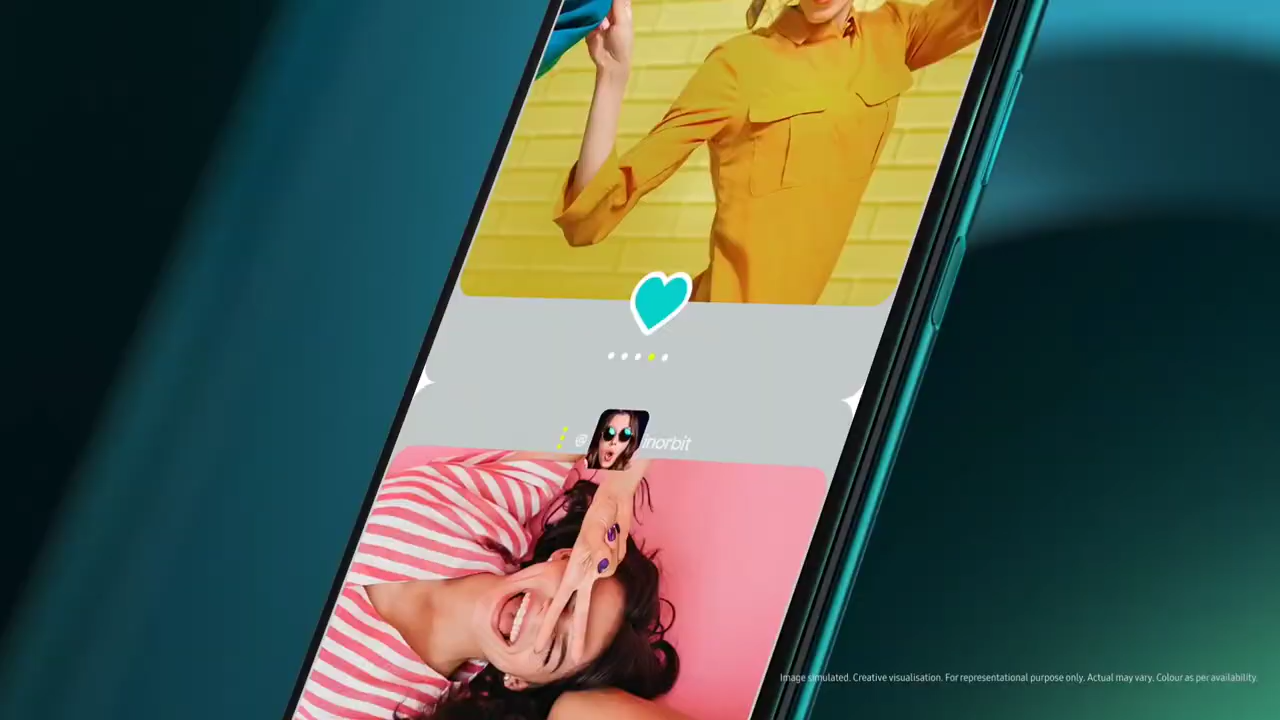 @ inorbit
Image simulated. Creative visualisation. For representational purpose only. Actual may vary. Colour as per availability.